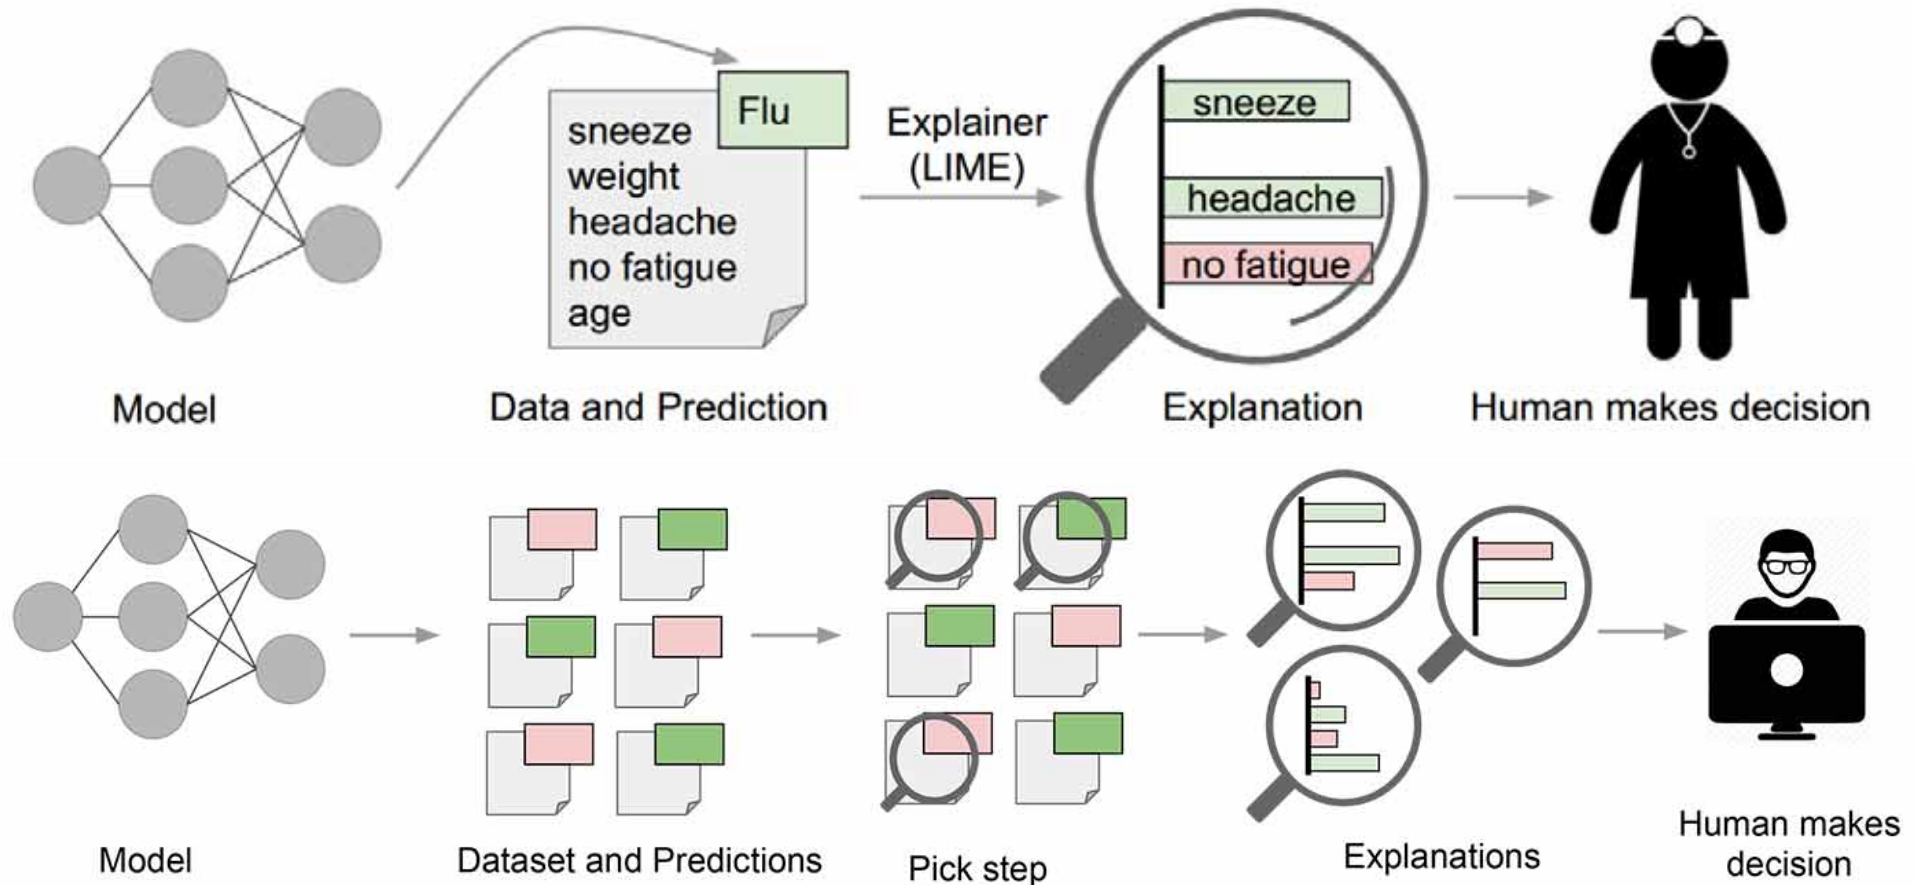 Flu
sneeze
weight
headache
no fatigue
age
Explainer
(LIME)
sneeze
headache
no fatigue
Model
Data and Prediction
Explanation
Human makes decision
Model
Dataset and Predictions
Pick step
Explanations
Human makes
decision